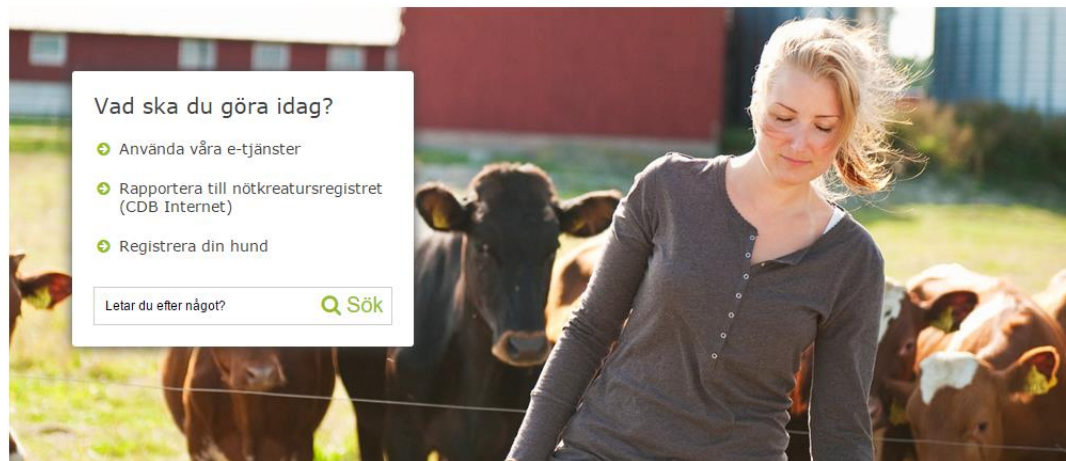 Vad ska du göra idag?
Använda våra e-tjänster
Rapportera till nötkreatursregistret
(CDB Internet)
Registrera din hund
Letar du efter något?
Sök